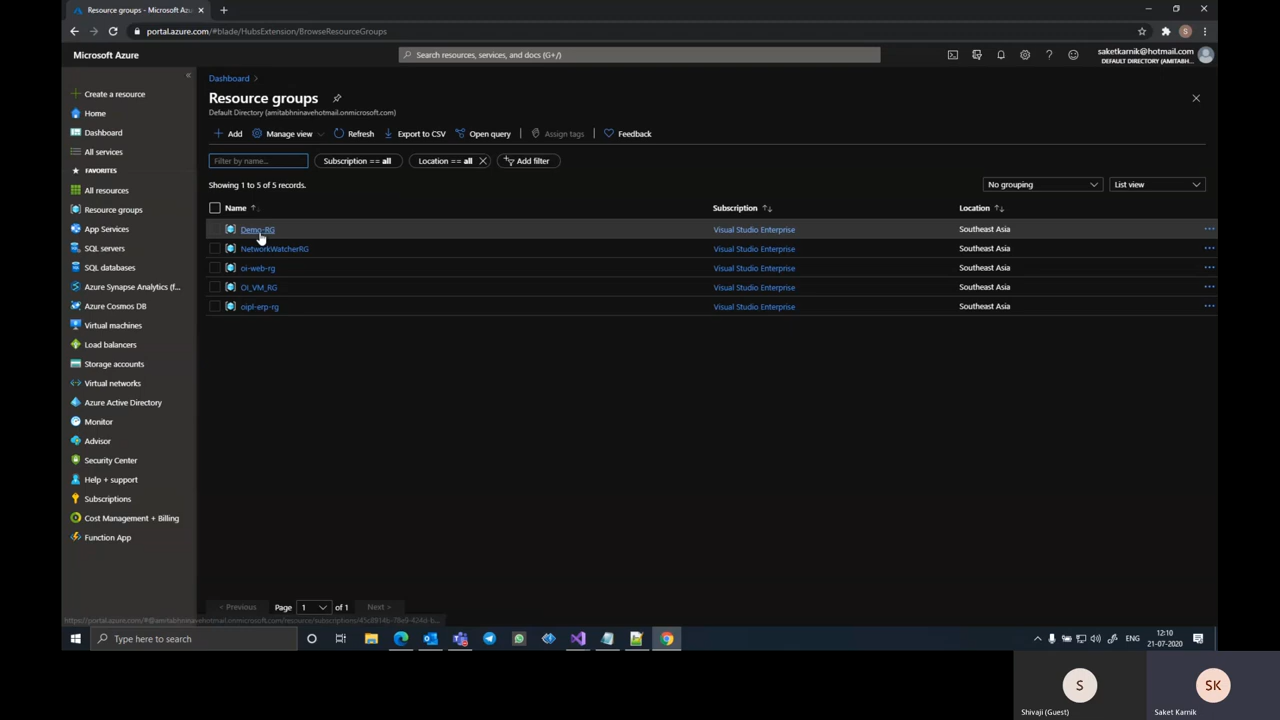 Resource groups - Microsoft Azu
portal.azure.com/#blade/HubsExtension/BrowseResourceGroups
S
Microsoft Azure
Search resources, services, and docs (G+/)
saketkarnik@hotmail.com
DEFAULT DIRECTORY (AMITABH...
Create a resource
Home
Dashboard
All services
FAVORITES
All resources
Resource groups
App Services
SQL servers
SQL databases
Azure Synapse Analytics (f...
Azure Cosmos DB
Virtual machines
Load balancers
Storage accounts
Virtual networks
Azure Active Directory
Monitor
Advisor
Security Center
Help + support
Subscriptions
Cost Management + Billing
Function App
Dashboard >
Resource groups
Default Directory (amitabhninavehotmail.onmicrosoft.com)
+ Add Manage view Refresh Export to CSV Open query Assign tags Feedback
Filter by name... Subscription == all Location == all Add filter
Showing 1 to 5 of 5 records.
No grouping List view
Name Subscription Location
Demo-RG Visual Studio Enterprise Southeast Asia ...
NetworkWatcherRG Visual Studio Enterprise Southeast Asia ...
oi-web-rg Visual Studio Enterprise Southeast Asia ...
OI_VM_RG Visual Studio Enterprise Southeast Asia ...
oipl-erp-rg Visual Studio Enterprise Southeast Asia ...
< Previous Page 1 of 1 Next >
Type here to search
ENG
12:10
21-07-2020
S
SK
Shivaji (Guest)
Saket Karnik